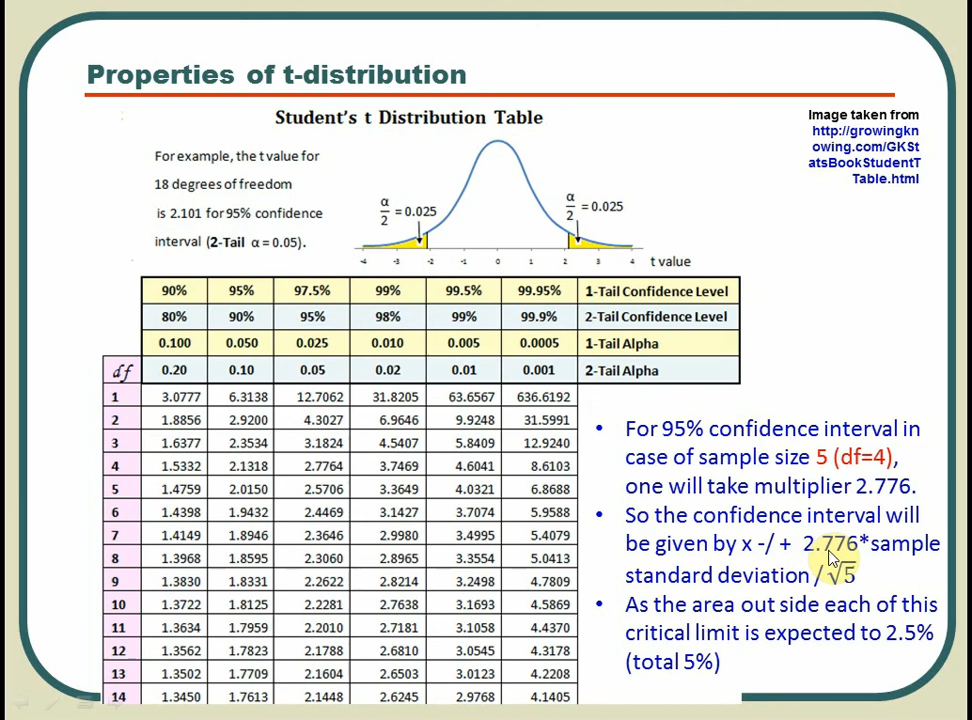 Properties of t-distribution
Student's t Distribution Table
Image taken from
http://growingkn
owing.com/GKSt
atsBookStudentT
Table.html
For example, the t value for
18 degrees of freedom
is 2.101 for 95% confidence
interval (2-Tail α = 0.05).
α/2 = 0.025
α/2 = 0.025
-4 -3 -2 -1 0 1 2 3 4 t value
90% 95% 97.5% 99% 99.5% 99.95% 1-Tail Confidence Level
80% 90% 95% 98% 99% 99.9% 2-Tail Confidence Level
0.100 0.050 0.025 0.010 0.005 0.0005 1-Tail Alpha
df 0.20 0.10 0.05 0.02 0.01 0.001 2-Tail Alpha
1 3.0777 6.3138 12.7062 31.8205 63.6567 636.6192
2 1.8856 2.9200 4.3027 6.9646 9.9248 31.5991
3 1.6377 2.3534 3.1824 4.5407 5.8409 12.9240
4 1.5332 2.1318 2.7764 3.7469 4.6041 8.6103
5 1.4759 2.0150 2.5706 3.3649 4.0321 6.8688
6 1.4398 1.9432 2.4469 3.1427 3.7074 5.9588
7 1.4149 1.8946 2.3646 2.9980 3.4995 5.4079
8 1.3968 1.8595 2.3060 2.8965 3.3554 5.0413
9 1.3830 1.8331 2.2622 2.8214 3.2498 4.7809
10 1.3722 1.8125 2.2281 2.7638 3.1693 4.5869
11 1.3634 1.7959 2.2010 2.7181 3.1058 4.4370
12 1.3562 1.7823 2.1788 2.6810 3.0545 4.3178
13 1.3502 1.7709 2.1604 2.6503 3.0123 4.2208
14 1.3450 1.7613 2.1448 2.6245 2.9768 4.1405
• For 95% confidence interval in
case of sample size 5 (df=4),
one will take multiplier 2.776.
• So the confidence interval will
be given by x -/ + 2.776*sample
standard deviation / √5
• As the area out side each of this
critical limit is expected to 2.5%
(total 5%)